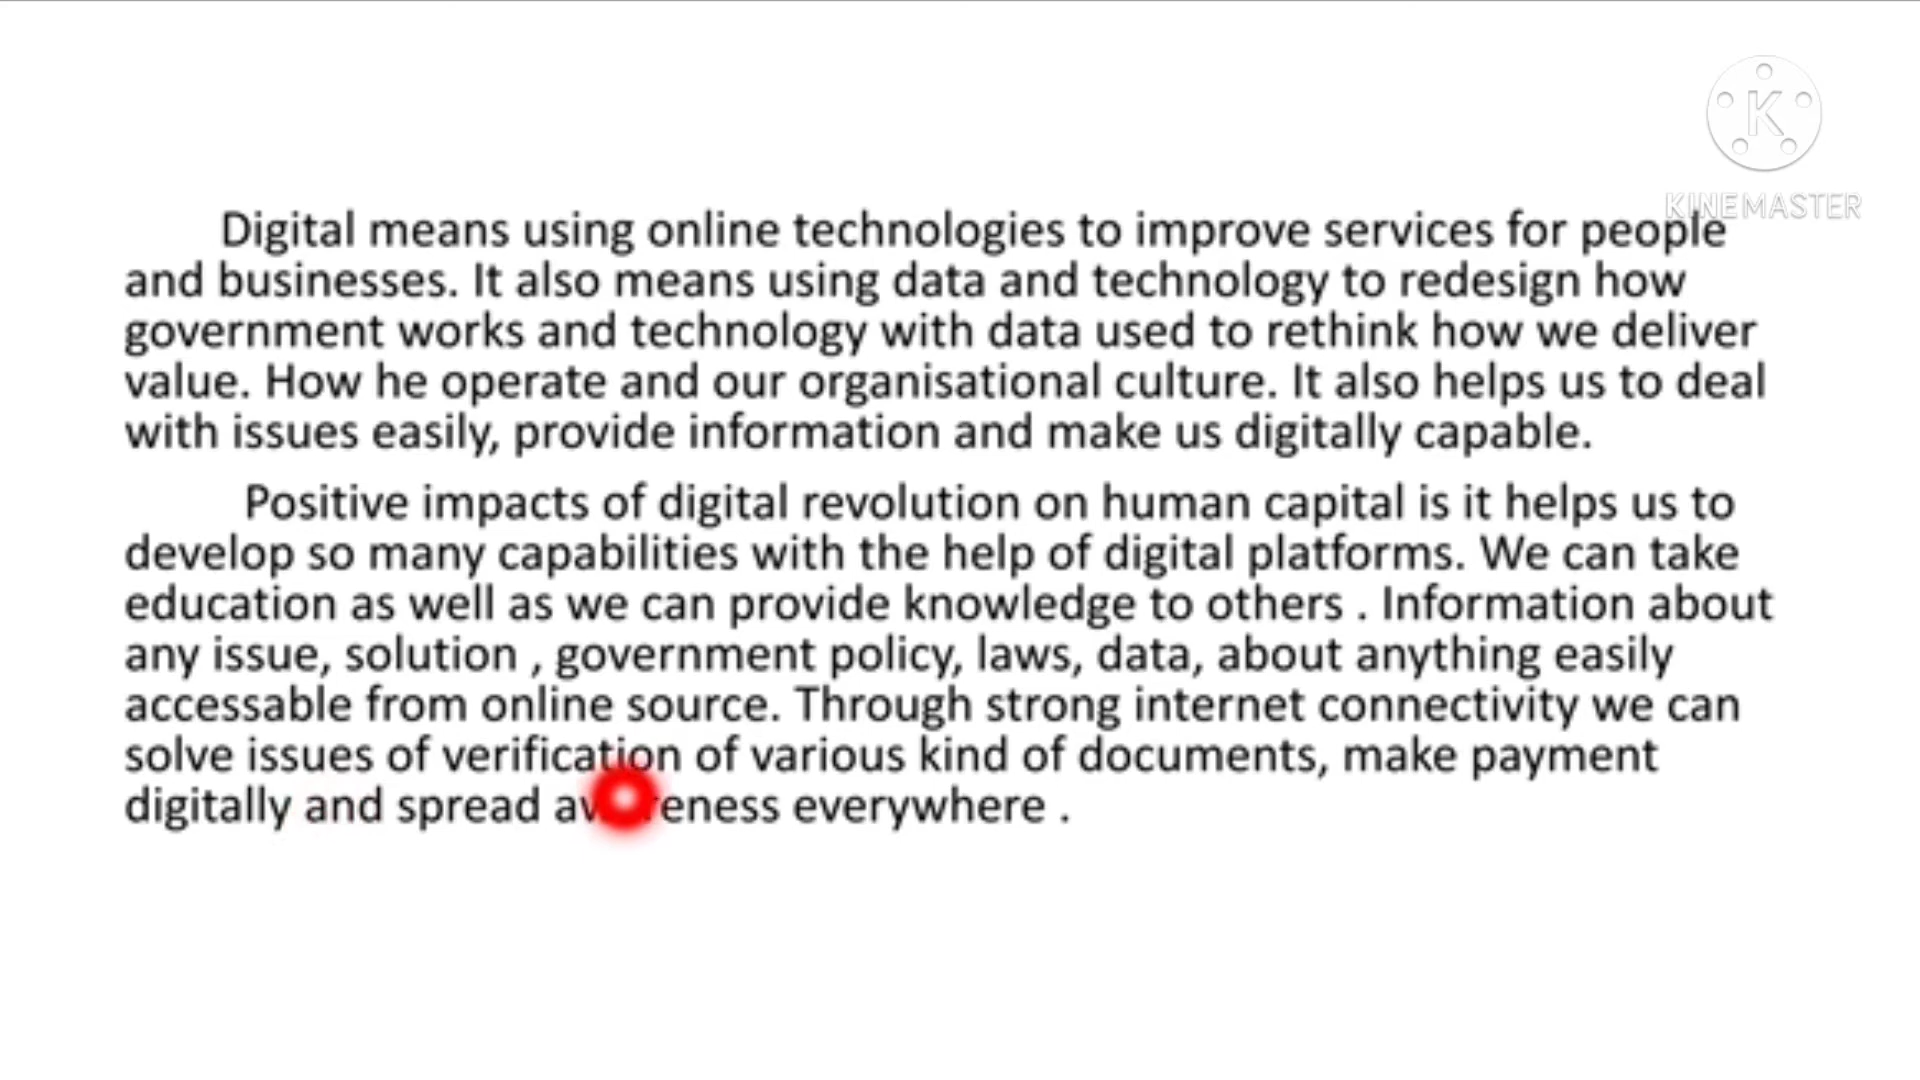 K
KINEMASTER
Digital means using online technologies to improve services for people
and businesses. It also means using data and technology to redesign how
government works and technology with data used to rethink how we deliver
value. How he operate and our organisational culture. It also helps us to deal
with issues easily, provide information and make us digitally capable.
Positive impacts of digital revolution on human capital is it helps us to
develop so many capabilities with the help of digital platforms. We can take
education as well as we can provide knowledge to others . Information about
any issue, solution , government policy, laws, data, about anything easily
accessable from online source. Through strong internet connectivity we can
solve issues of verification of various kind of documents, make payment
digitally and spread awareness everywhere .